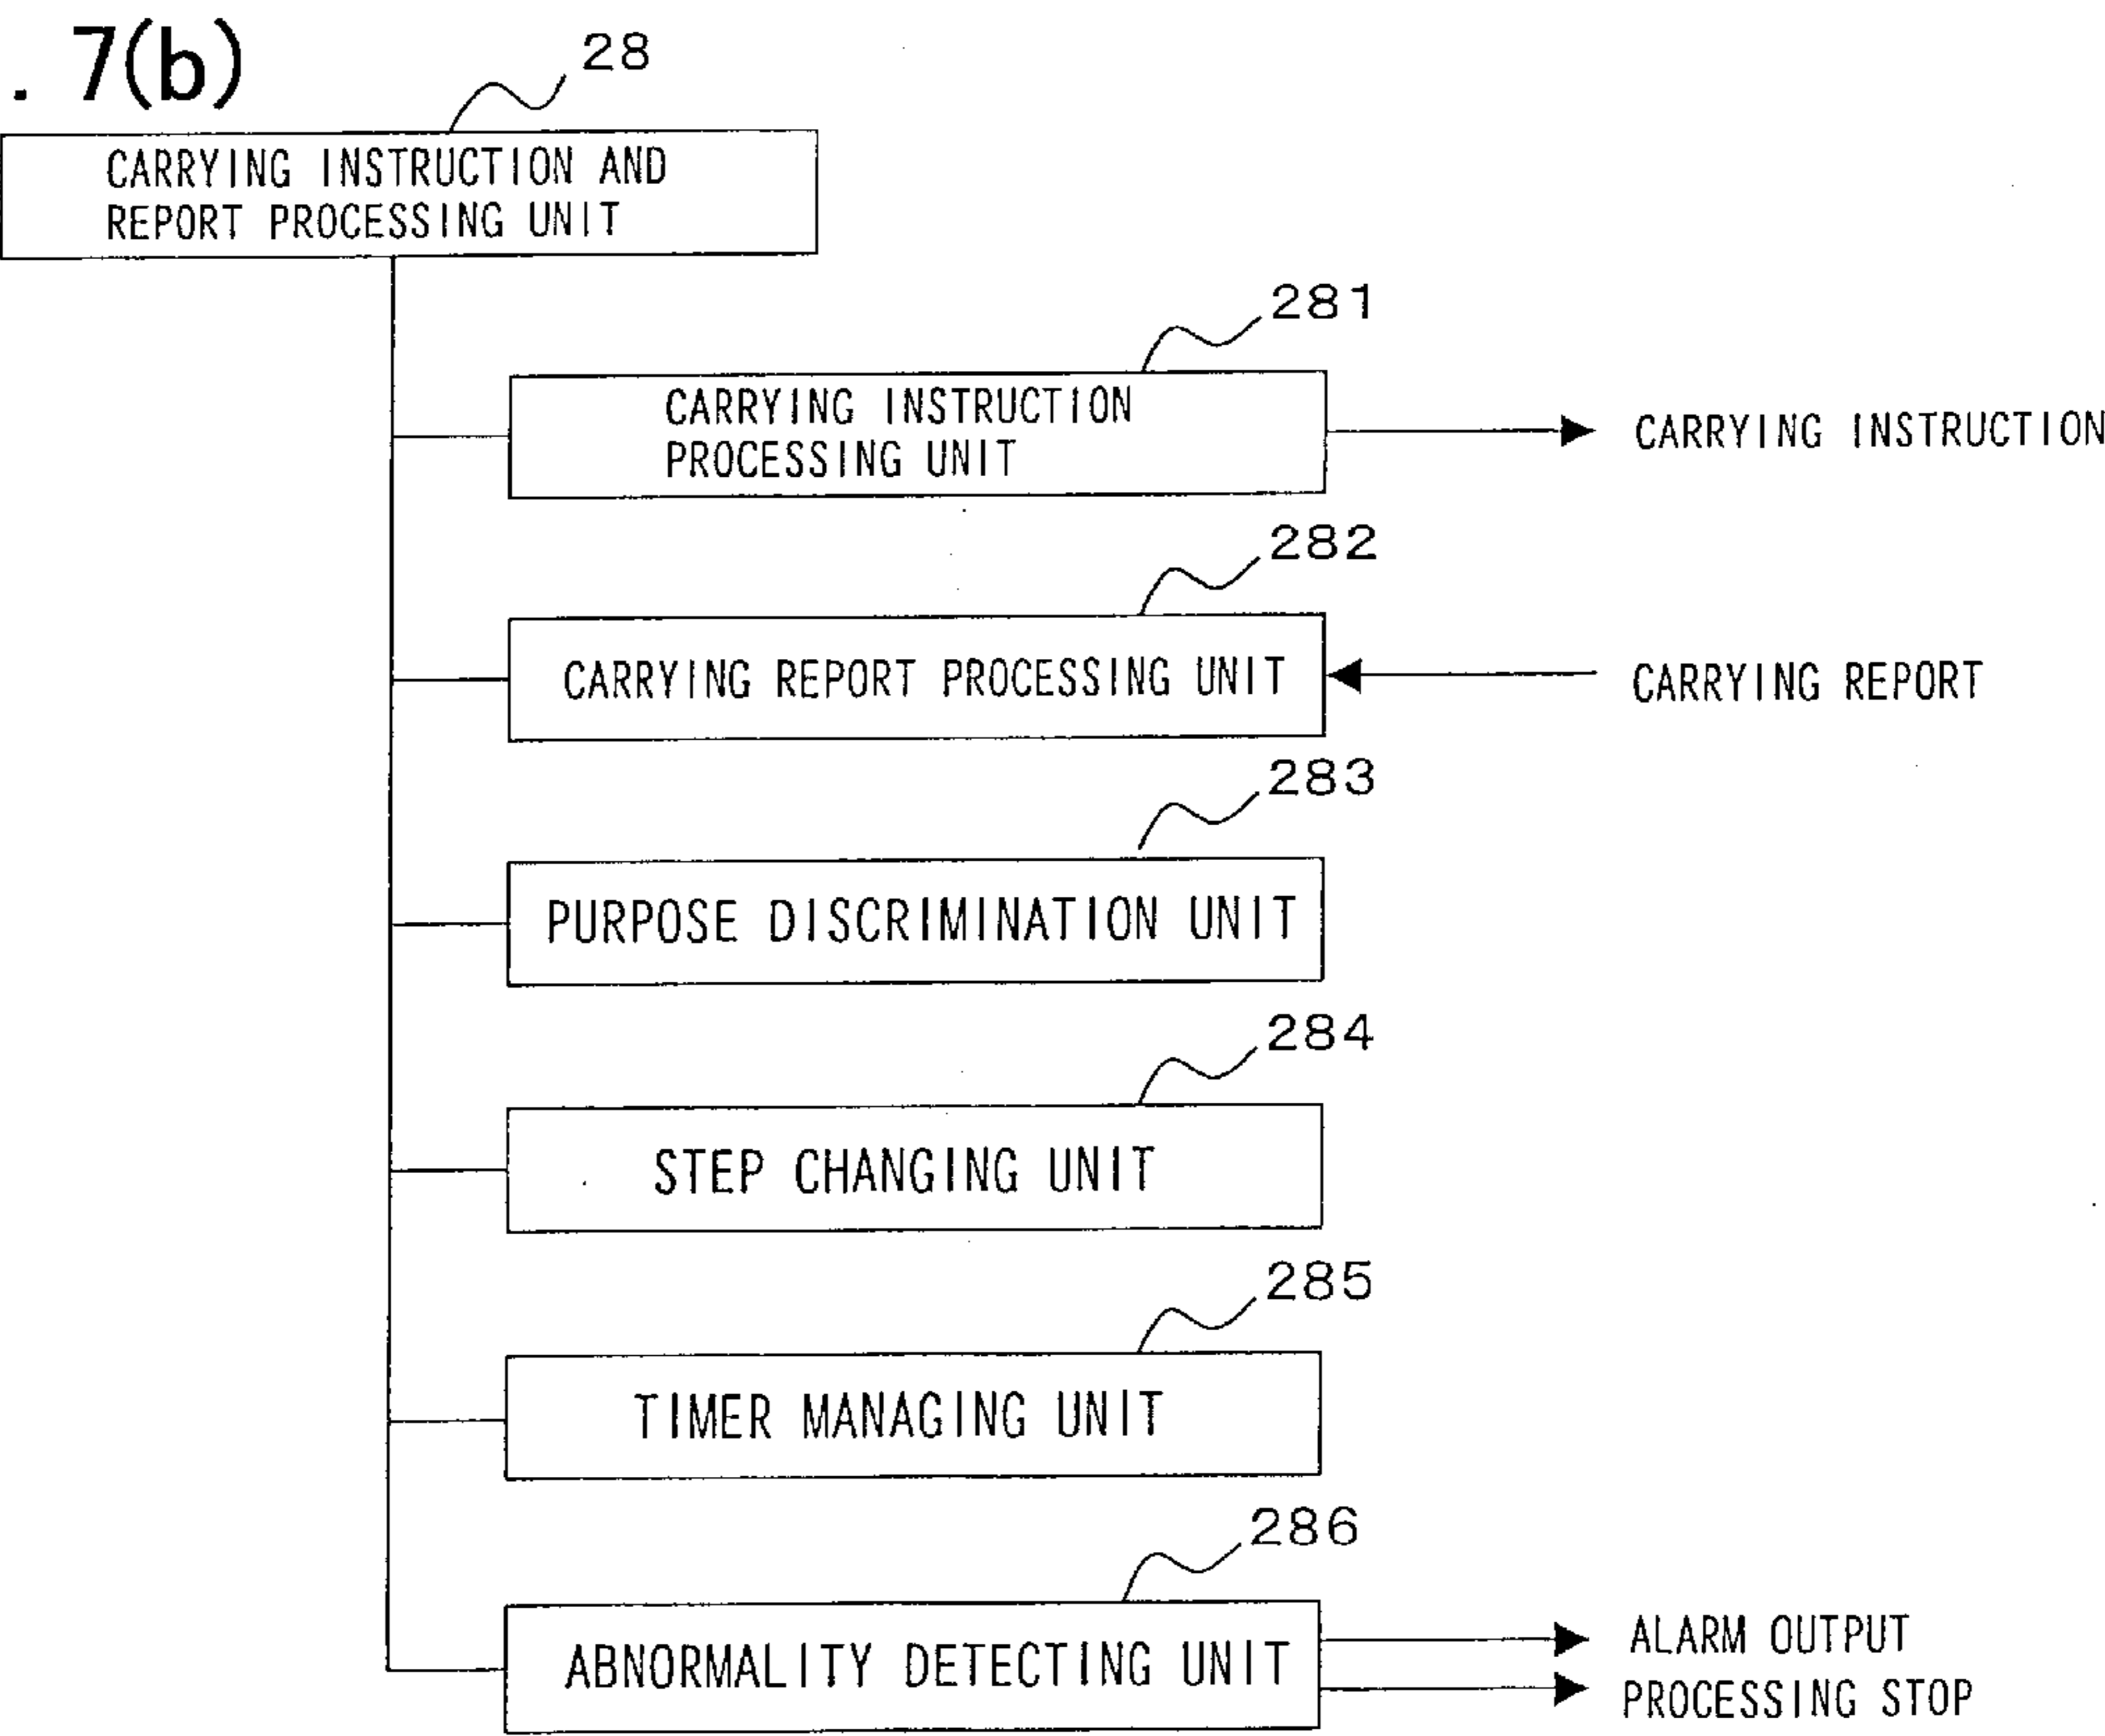 . 7(b)
28
CARRYING INSTRUCTION AND
REPORT PROCESSING UNIT
281
CARRYING INSTRUCTION
PROCESSING UNIT
CARRYING INSTRUCTION
282
CARRYING REPORT PROCESSING UNIT
CARRYING REPORT
283
PURPOSE DISCRIMINATION UNIT
284
STEP CHANGING UNIT
285
TIMER MANAGING UNIT
286
ABNORMALITY DETECTING UNIT
ALARM OUTPUT
PROCESSING STOP